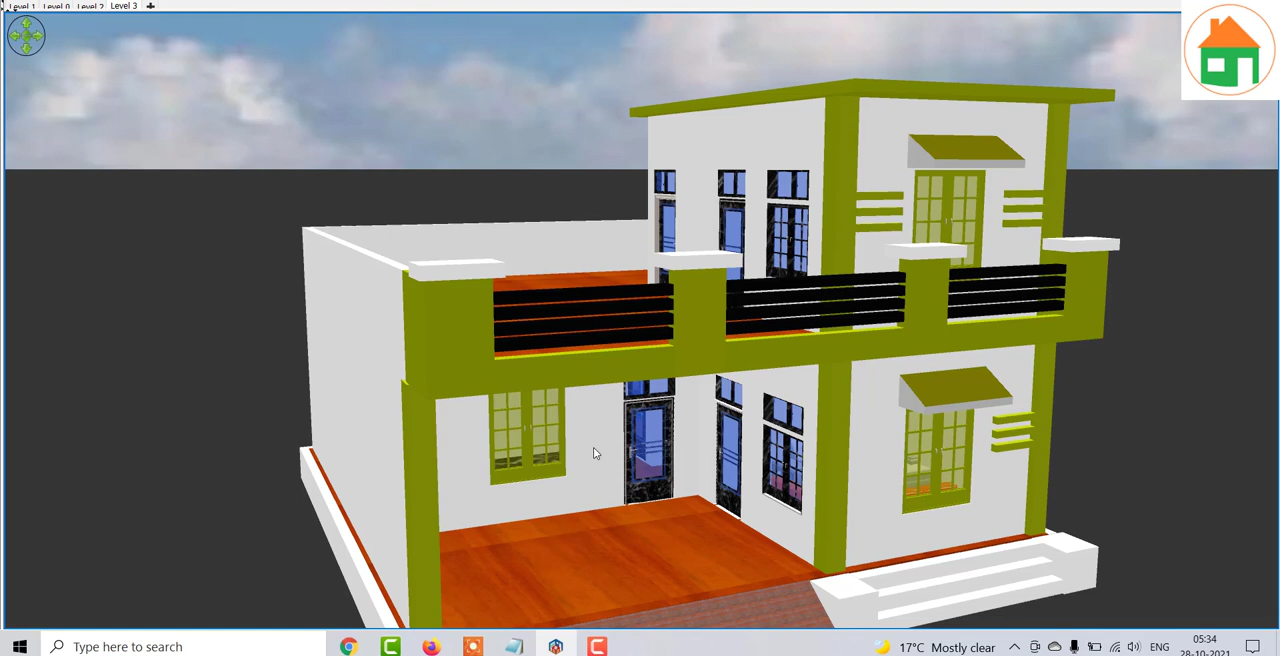 Level 1 Level 0 Level 2 Level 3
Type here to search
17°C Mostly clear
ENG
05:34
28-10-2021